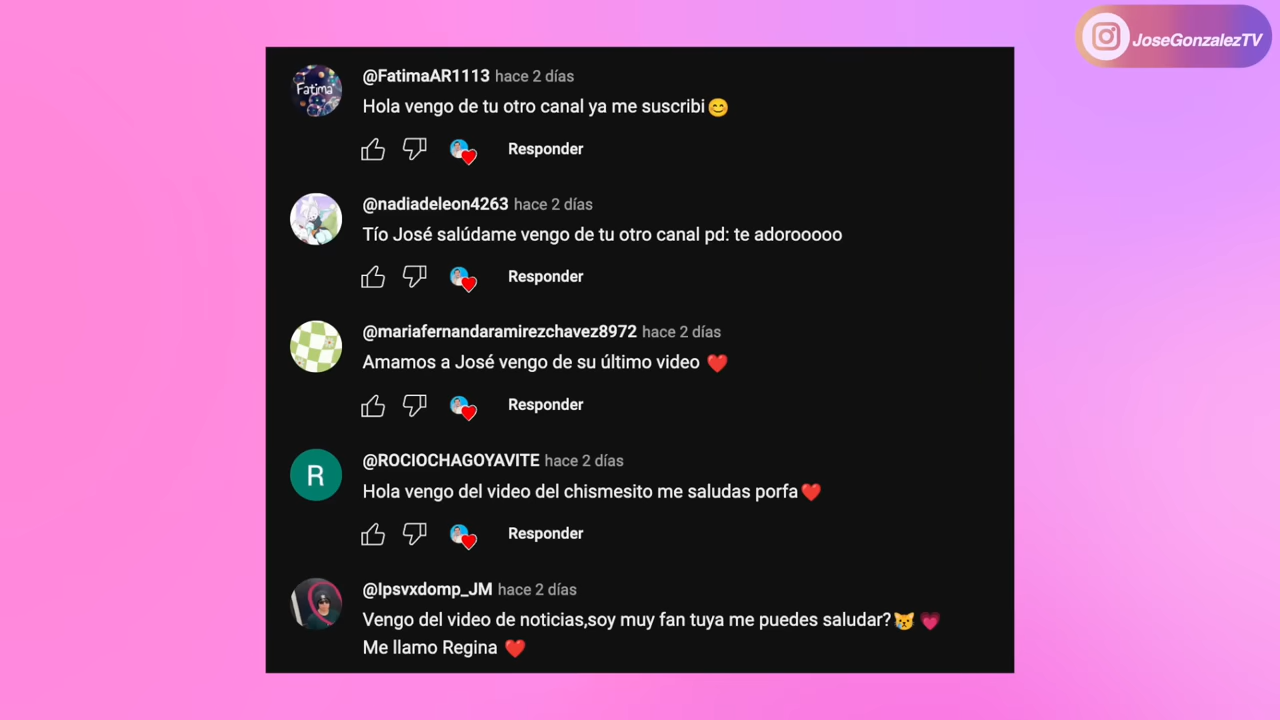 JoseGonzalezTV
Fatima
@FatimaAR1113 hace 2 días
Hola vengo de tu otro canal ya me suscribi😊
Responder
@nadiadeleon4263 hace 2 días
Tío José salúdame vengo de tu otro canal pd: te adorooooo
Responder
@mariafernandaramirezchavez8972 hace 2 días
Amamos a José vengo de su último video ❤️
Responder
R
@ROCIOCHAGOYAVITE hace 2 días
Hola vengo del video del chismesito me saludas porfa❤️
Responder
@Ipsvxdomp_JM hace 2 días
Vengo del video de noticias,soy muy fan tuya me puedes saludar?😿 💗
Me llamo Regina ❤️